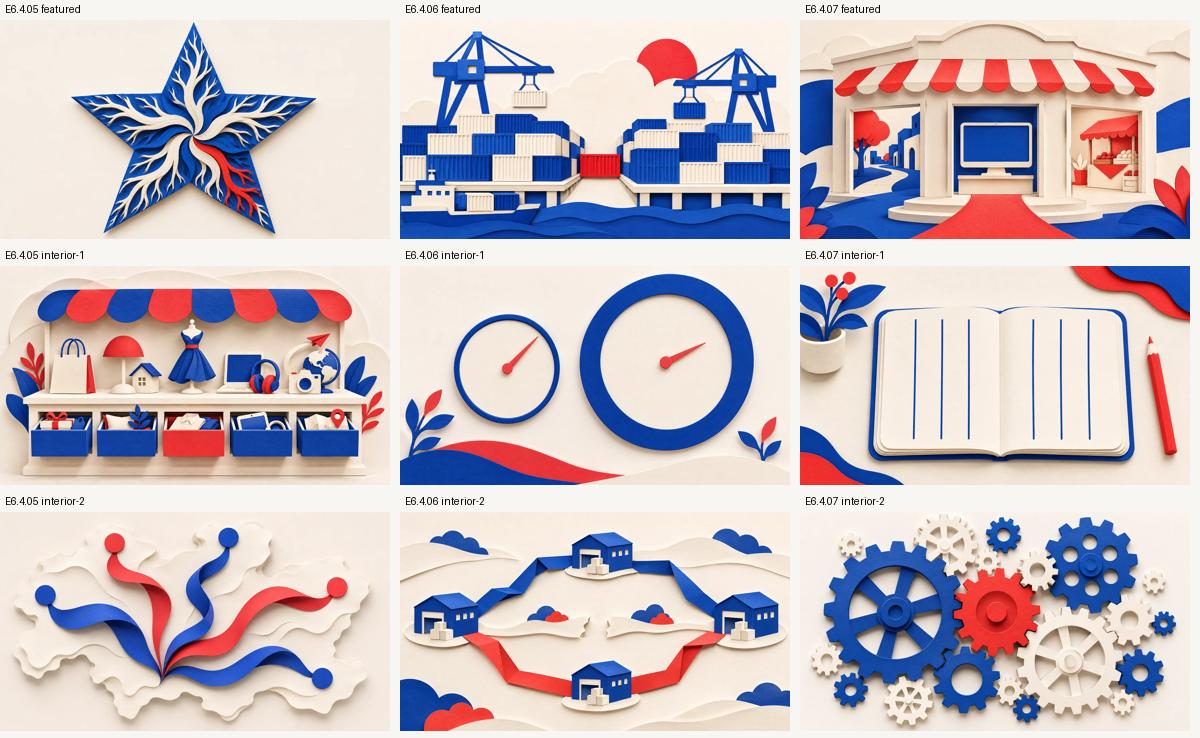 E6.4.05 featured
E6.4.06 featured
E6.4.07 featured
E6.4.05 interior-1
E6.4.06 interior-1
E6.4.07 interior-1
E6.4.05 interior-2
E6.4.06 interior-2
E6.4.07 interior-2